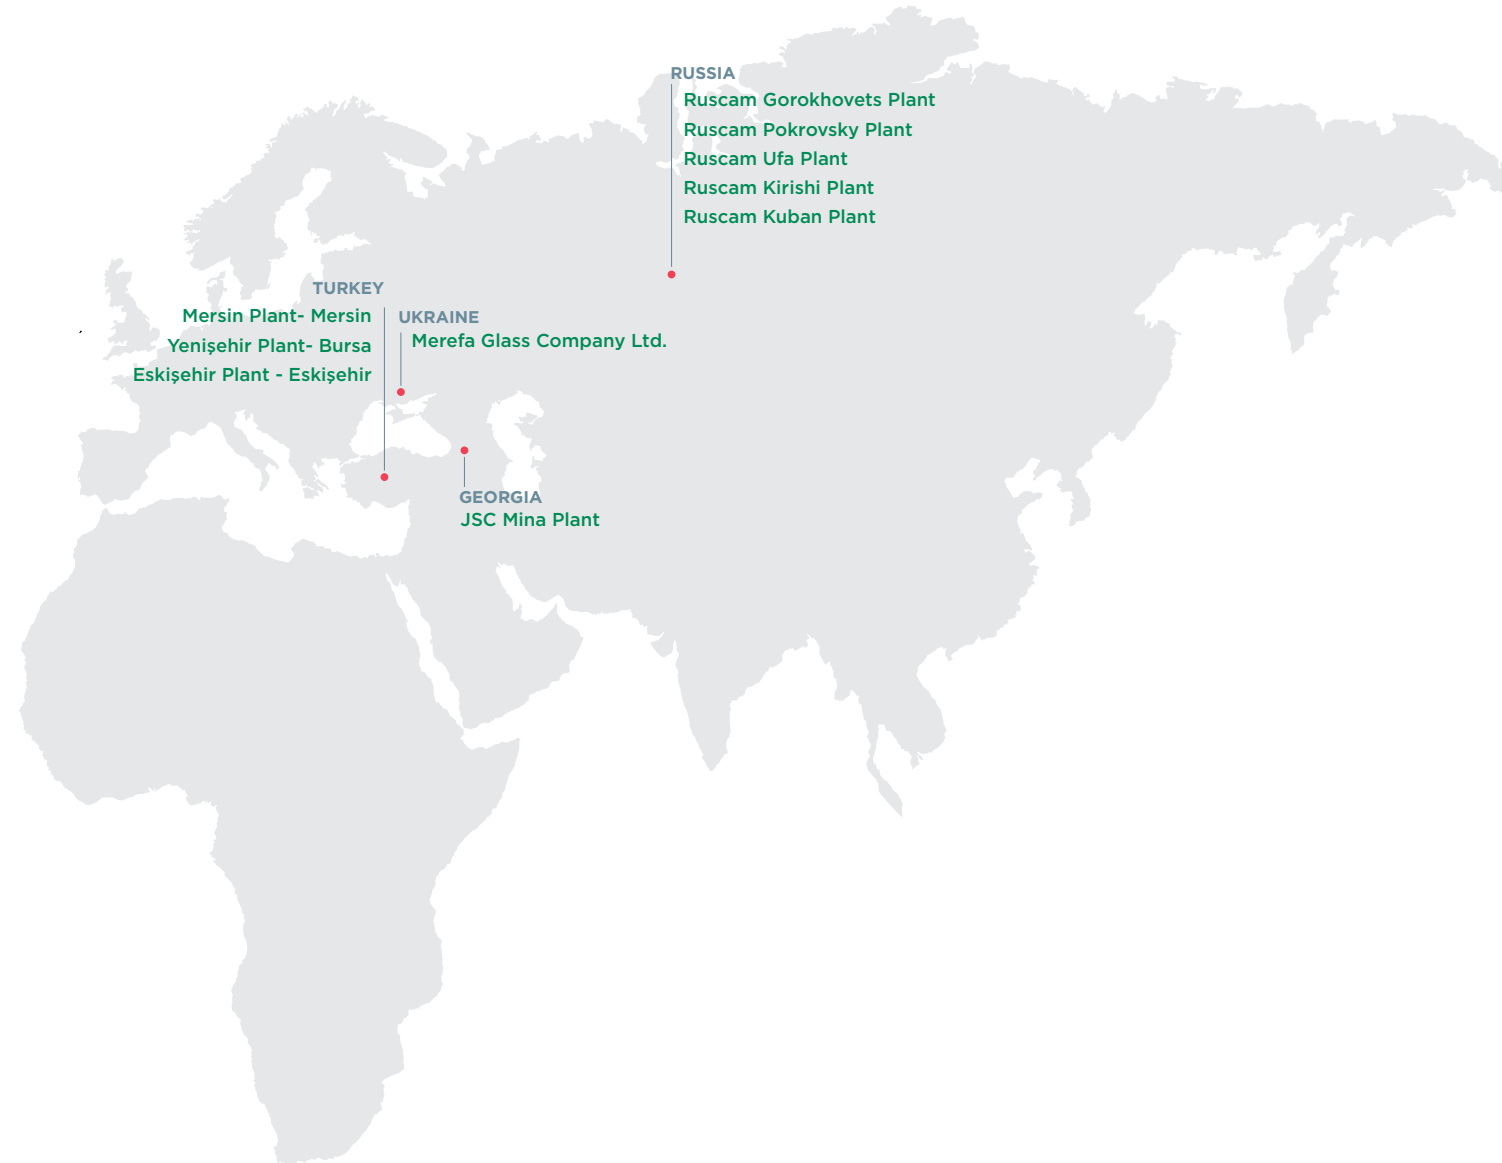 RUSSIA
Ruscam Gorokhovets Plant
Ruscam Pokrovsky Plant
Ruscam Ufa Plant
Ruscam Kirishi Plant
Ruscam Kuban Plant
TURKEY
Mersin Plant- Mersin
Yenişehir Plant- Bursa
Eskişehir Plant - Eskişehir
UKRAINE
Merefa Glass Company Ltd.
GEORGIA
JSC Mina Plant